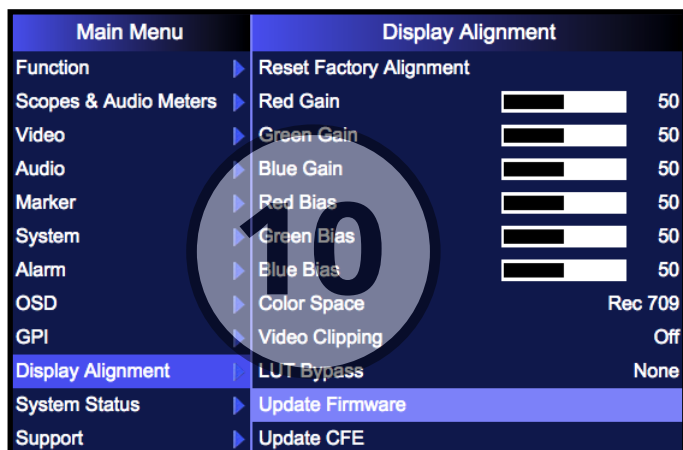 Main Menu
Display Alignment
Function
Reset Factory Alignment
Scopes & Audio Meters
Red Gain 50
Video
Green Gain 50
Audio
Blue Gain 50
Marker
Red Bias 50
System
Green Bias 50
Alarm
Blue Bias 50
OSD
Color Space Rec 709
GPI
Video Clipping Off
Display Alignment
LUT Bypass None
System Status
Update Firmware
Support
Update CFE
10